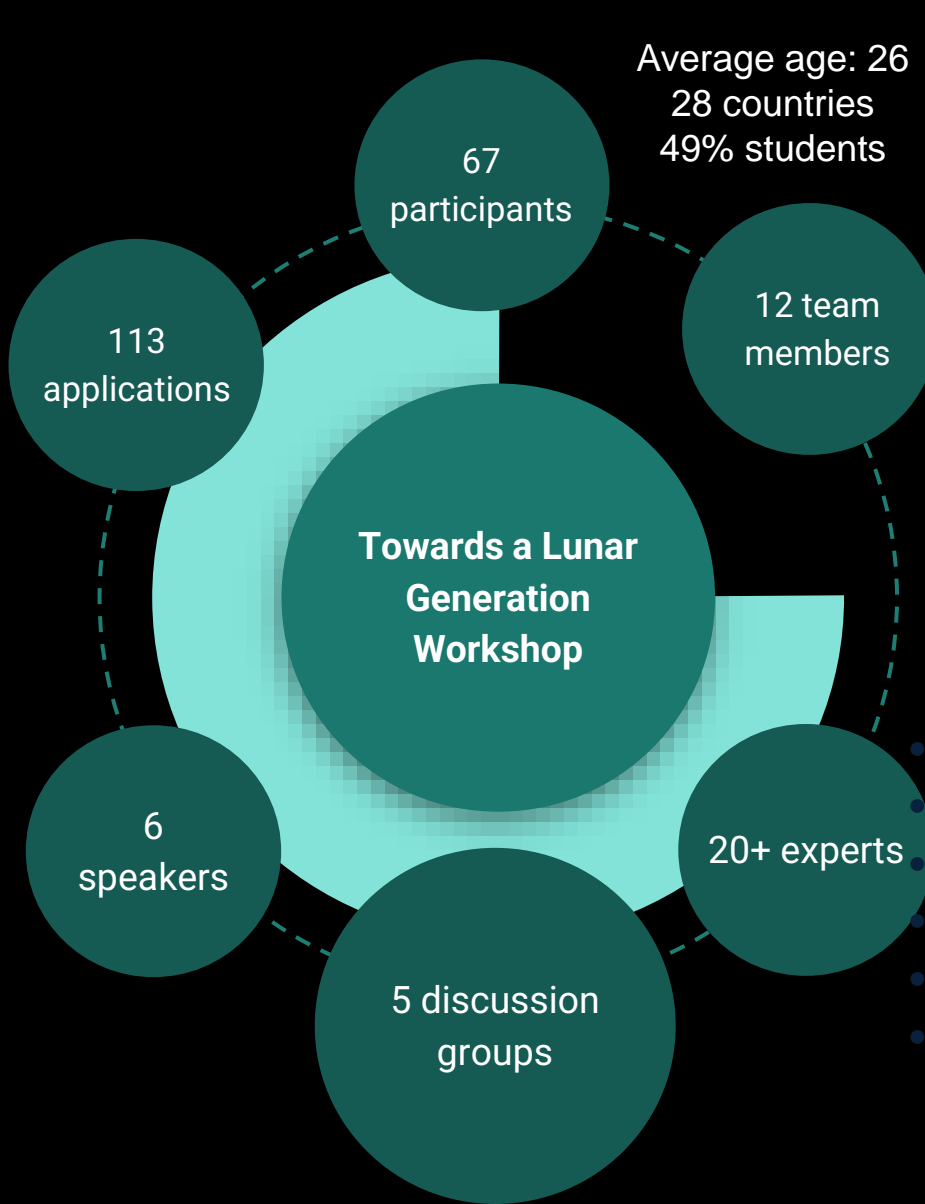 Average age: 26
28 countries
49% students
67
participants
12 team
members
113
applications
Towards a Lunar
Generation
Workshop
6
speakers
20+ experts
5 discussion
groups